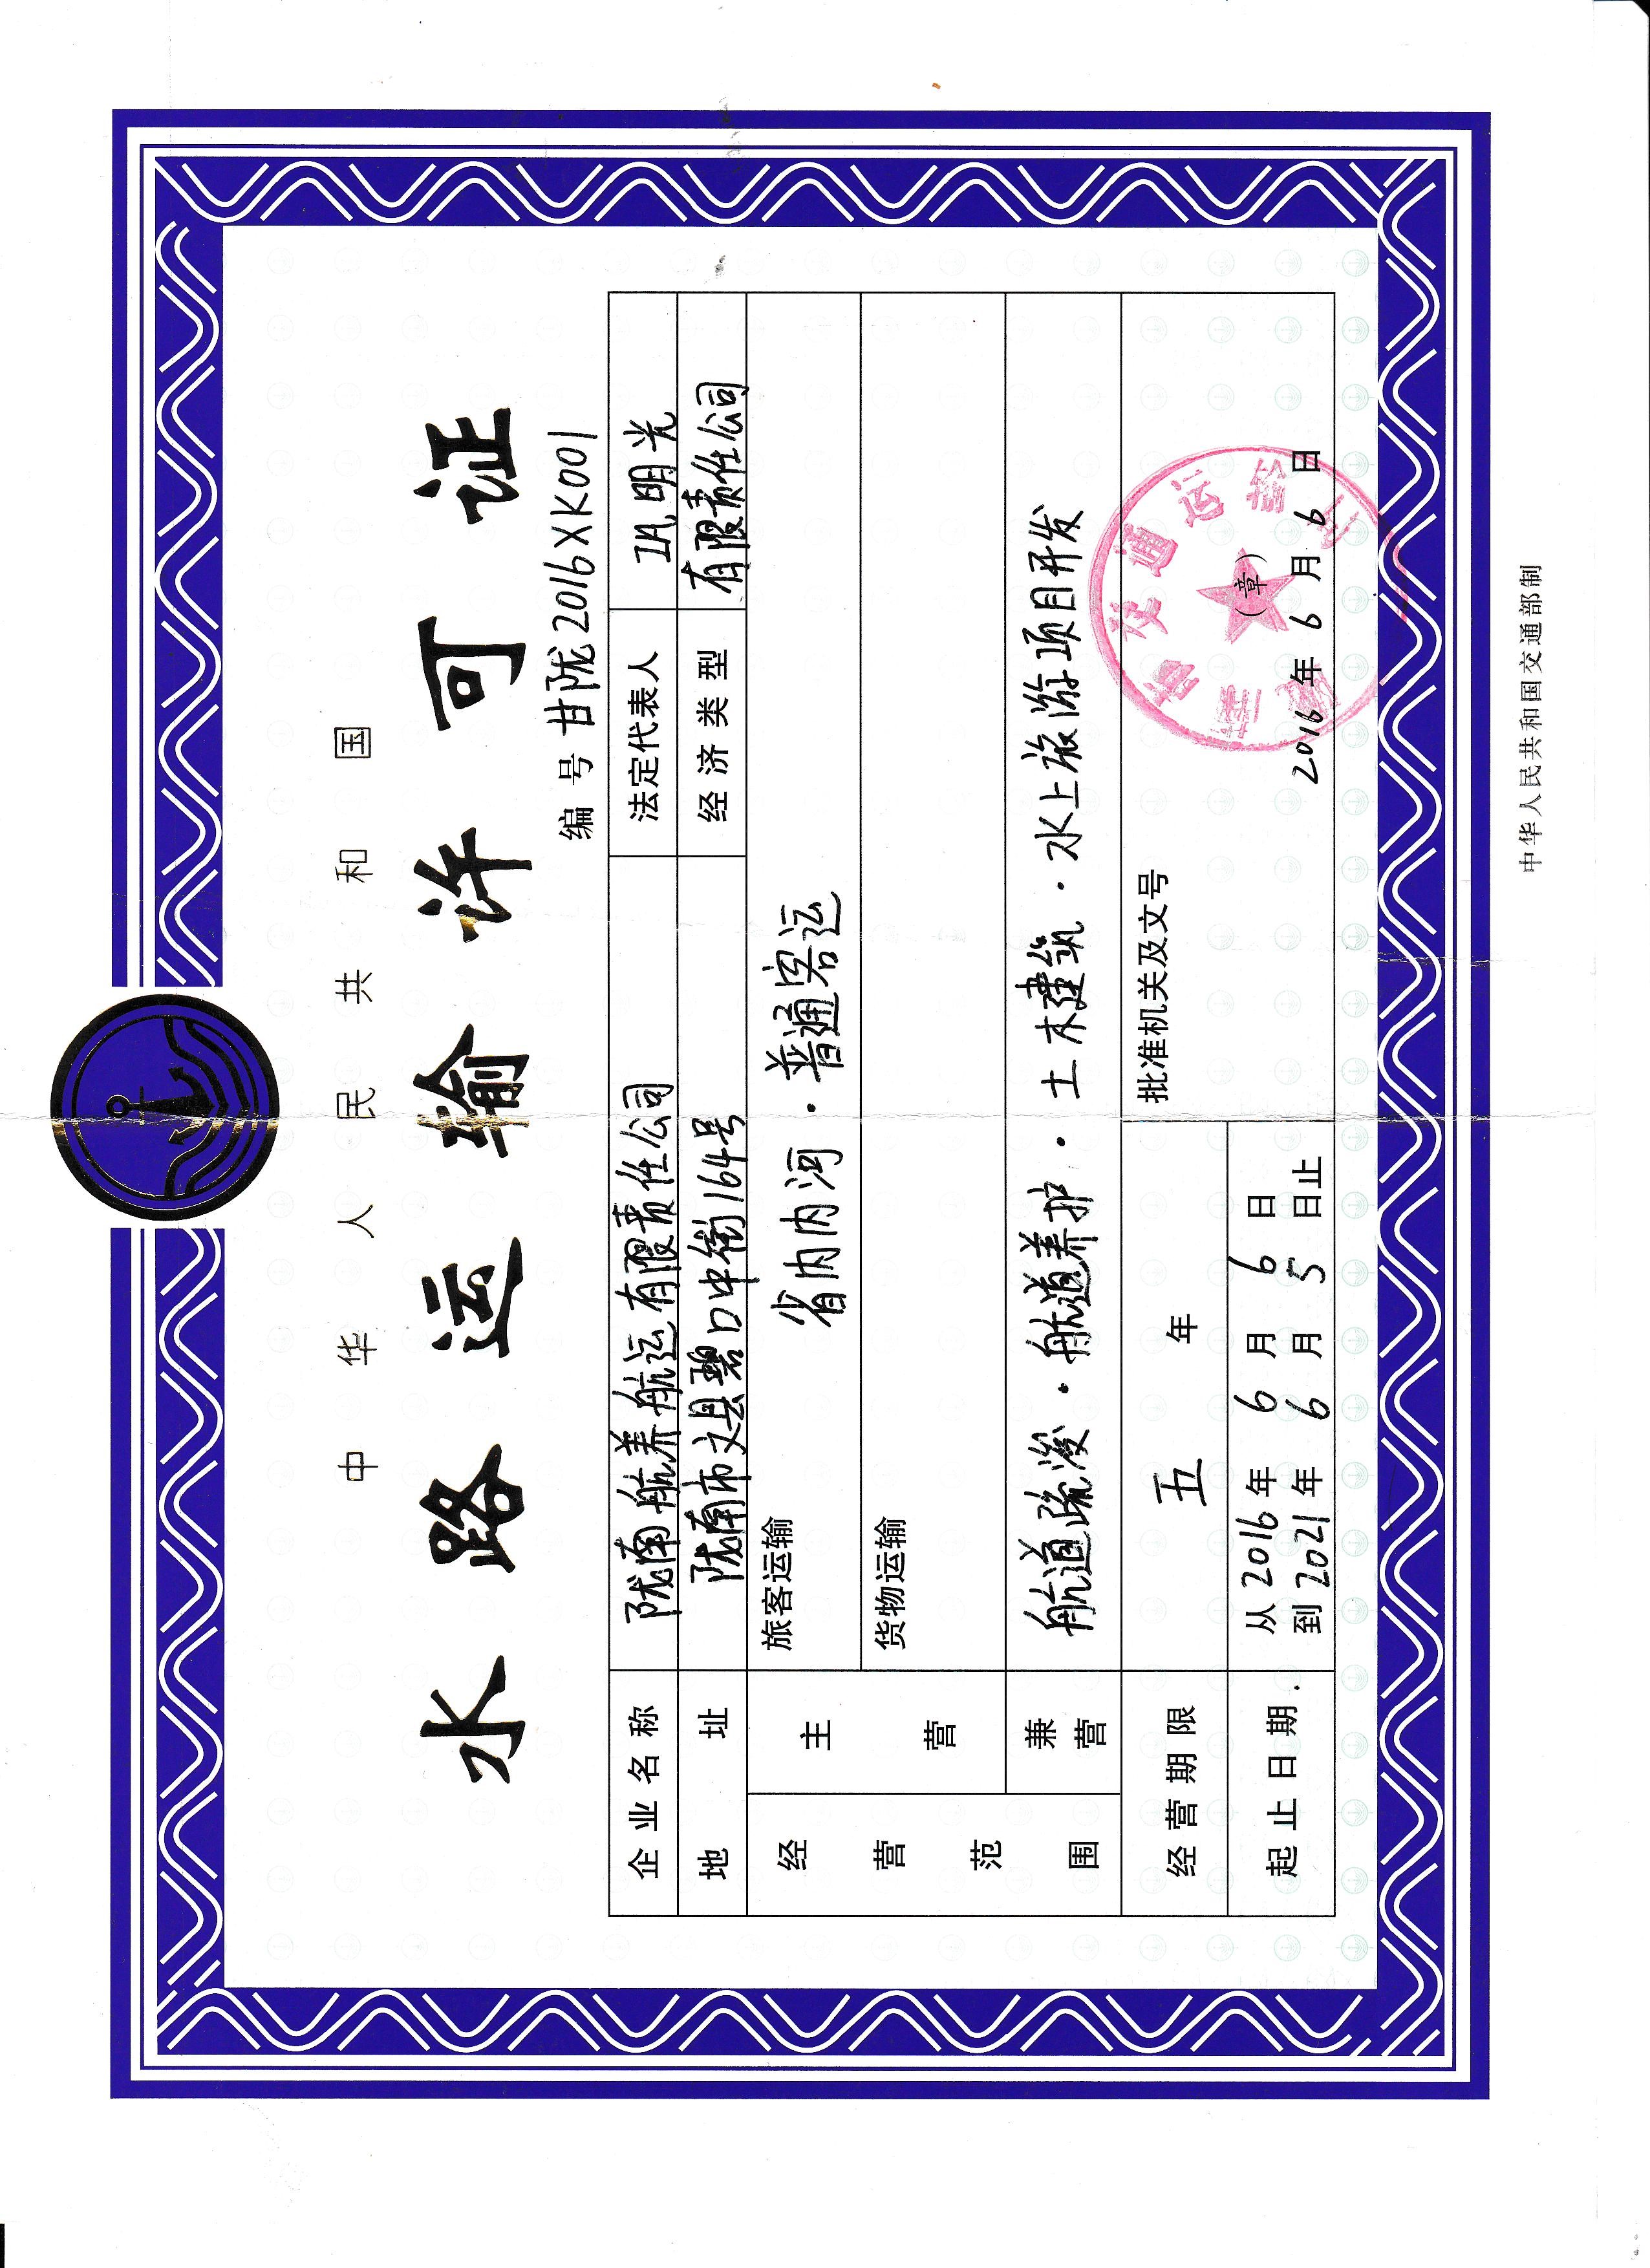 中华人民共和国
水路运输许可证
编号 甘陇2016XK001
企业名称 陇南航养航运有限责任公司 法定代表人 巩明光
地址 陇南市文县碧口中街164号 经济类型 有限责任公司
经营范围
主营
旅客运输 省内内河·普通客运
货物运输
兼营 航道疏浚·航道养护·土木建筑·水上旅游项目开发
经营期限 五 年
批准机关及文号
起止日期 从2016年6月6日
到2021年6月5日止
(章)
2016年6月6日
陇南市交通运输局
中华人民共和国交通部制